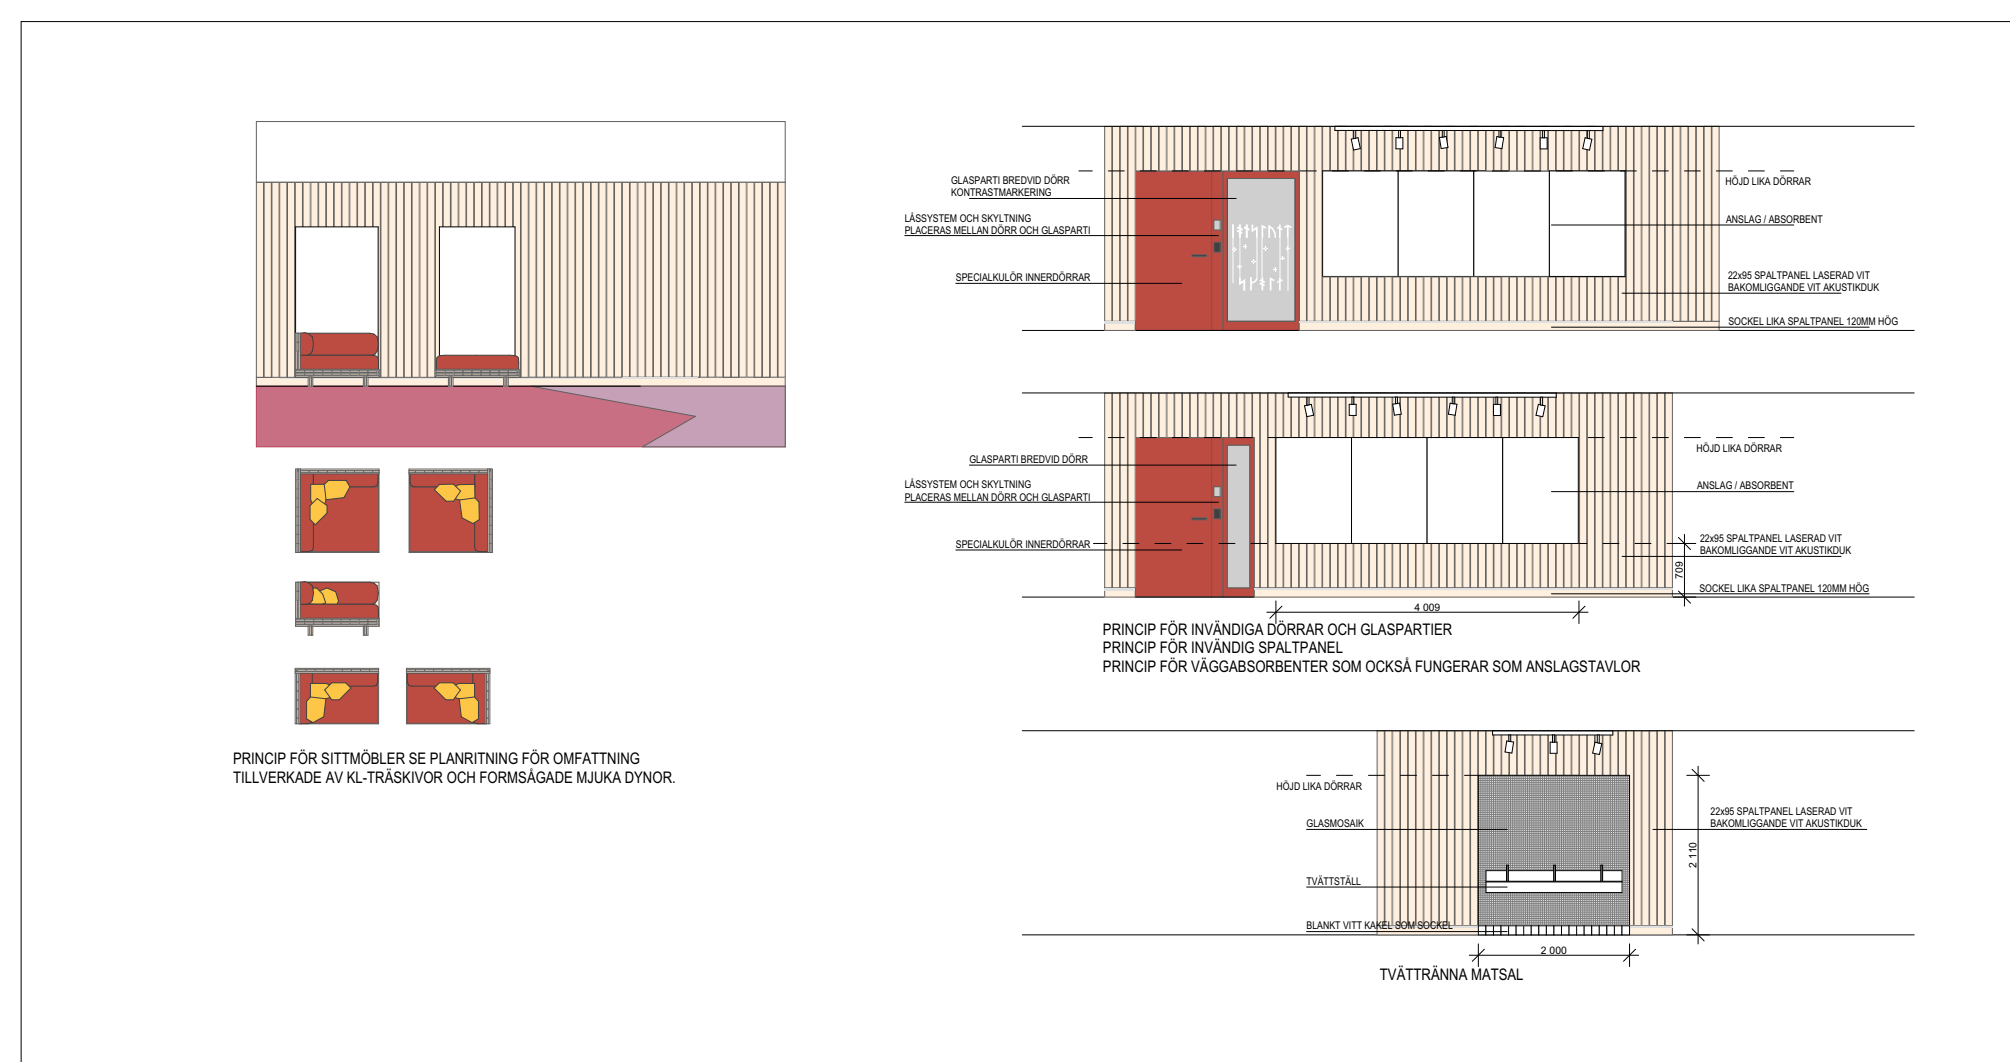 GLASPARTI BREDVID DÖRR
KONTRASTMARKERING
LÅSSYSTEM OCH SKYLTNING
PLACERAS MELLAN DÖRR OCH GLASPARTI
SPECIALKULÖR INNERDÖRRAR
HÖJD LIKA DÖRRAR
ANSLAG / ABSORBENT
22x95 SPALTPANEL LASERAD VIT
BAKOMLIGGANDE VIT AKUSTIKDUK
SOCKEL LIKA SPALTPANEL 120MM HÖG
GLASPARTI BREDVID DÖRR
LÅSSYSTEM OCH SKYLTNING
PLACERAS MELLAN DÖRR OCH GLASPARTI
SPECIALKULÖR INNERDÖRRAR
HÖJD LIKA DÖRRAR
ANSLAG / ABSORBENT
22x95 SPALTPANEL LASERAD VIT
BAKOMLIGGANDE VIT AKUSTIKDUK
709
SOCKEL LIKA SPALTPANEL 120MM HÖG
4 009
PRINCIP FÖR INVÄNDIGA DÖRRAR OCH GLASPARTIER
PRINCIP FÖR INVÄNDIG SPALTPANEL
PRINCIP FÖR VÄGGABSORBENTER SOM OCKSÅ FUNGERAR SOM ANSLAGSTAVLOR
PRINCIP FÖR SITTMÖBLER SE PLANRITNING FÖR OMFATTNING
TILLVERKADE AV KL-TRÄSKIVOR OCH FORMSÅGADE MJUKA DYNOR.
HÖJD LIKA DÖRRAR
GLASMOSAIK
TVÄTTSTÄLL
BLANKT VITT KAKEL SOM SOCKEL
22x95 SPALTPANEL LASERAD VIT
BAKOMLIGGANDE VIT AKUSTIKDUK
2 110
2 000
TVÄTTRÄNNA MATSAL